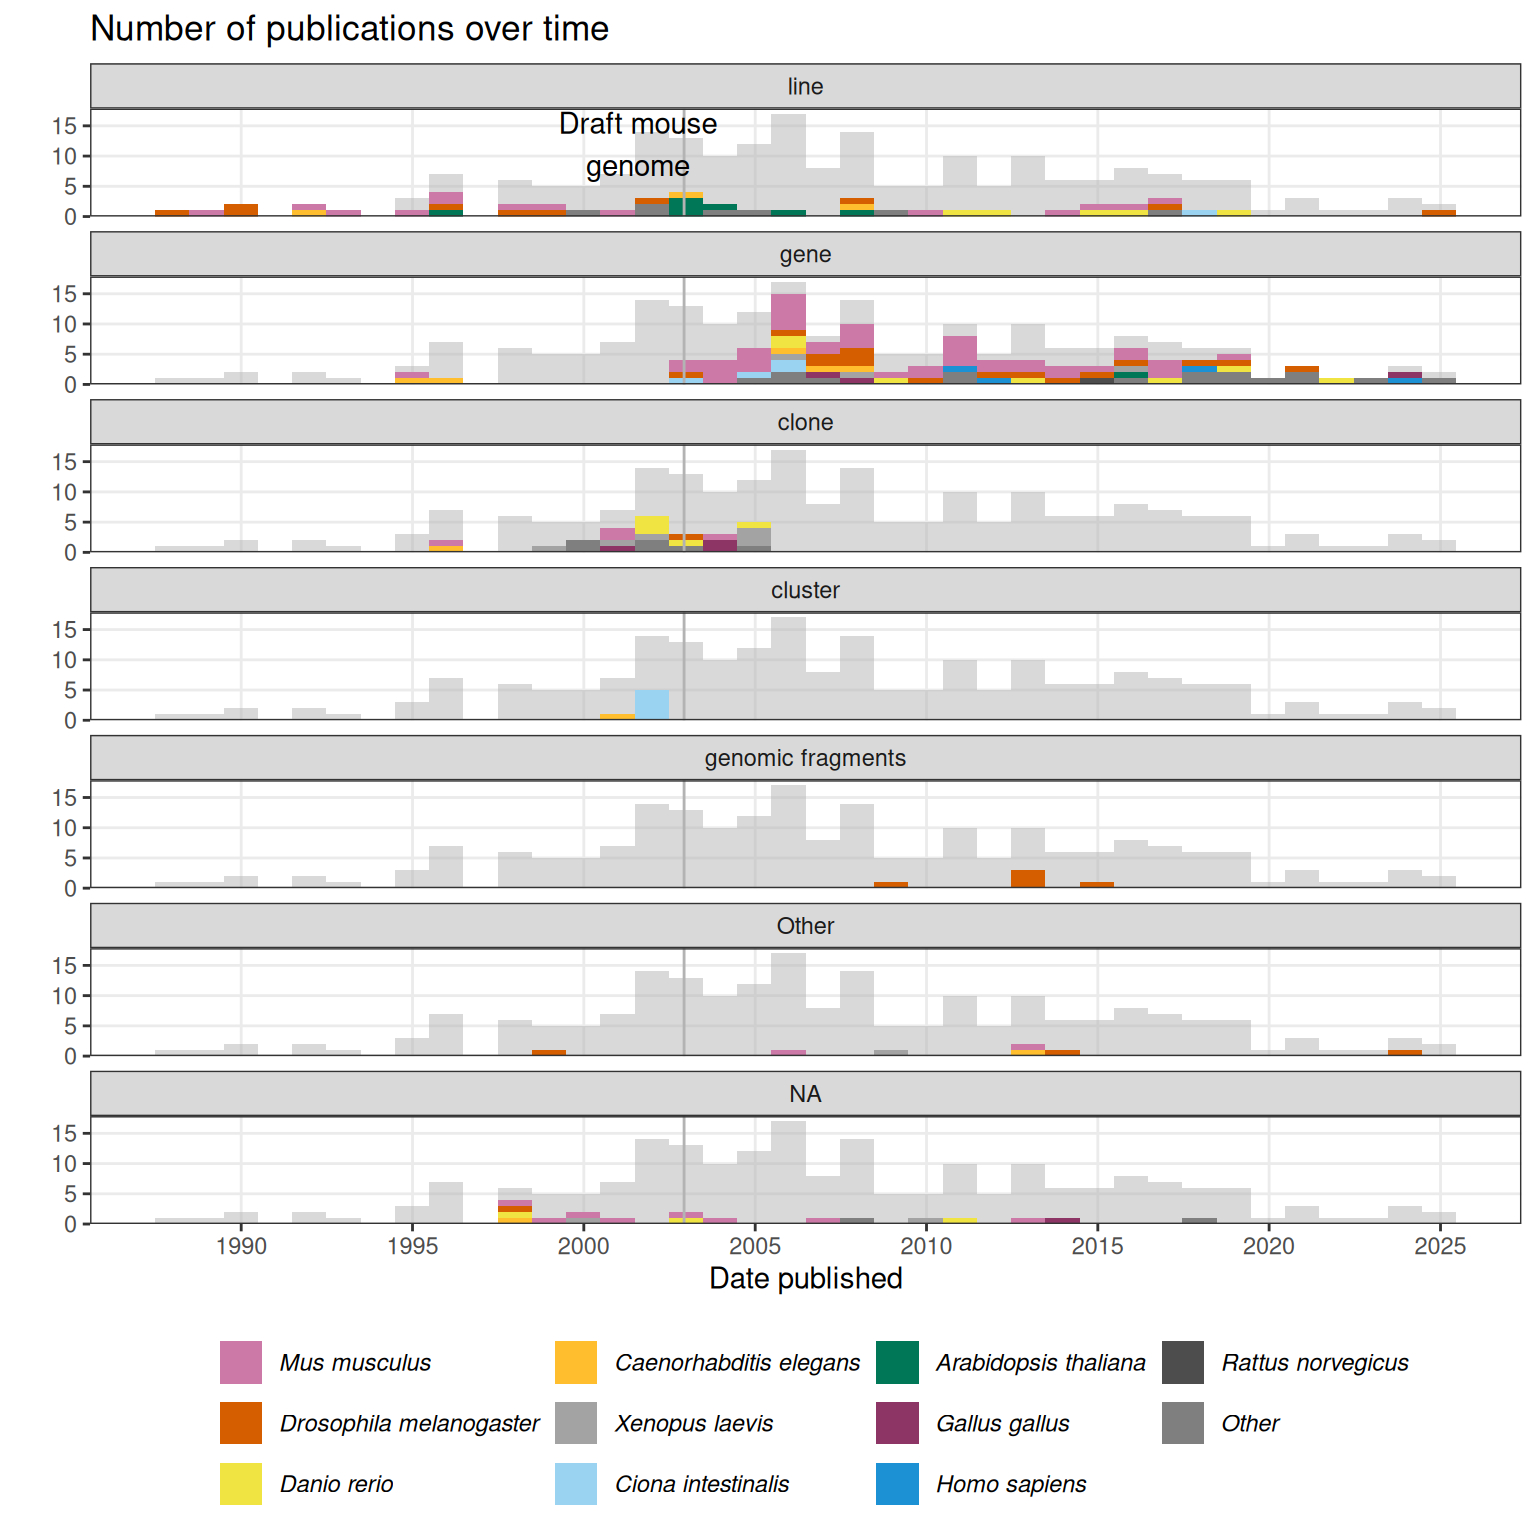 Number of publications over time
line
15
10
5
0
Draft mouse
genome
gene
15
10
5
0
clone
15
10
5
0
cluster
15
10
5
0
genomic fragments
15
10
5
0
Other
15
10
5
0
NA
15
10
5
0
1990 1995 2000 2005 2010 2015 2020 2025
Date published
Mus musculus Caenorhabditis elegans Arabidopsis thaliana Rattus norvegicus
Drosophila melanogaster Xenopus laevis Gallus gallus Other
Danio rerio Ciona intestinalis Homo sapiens